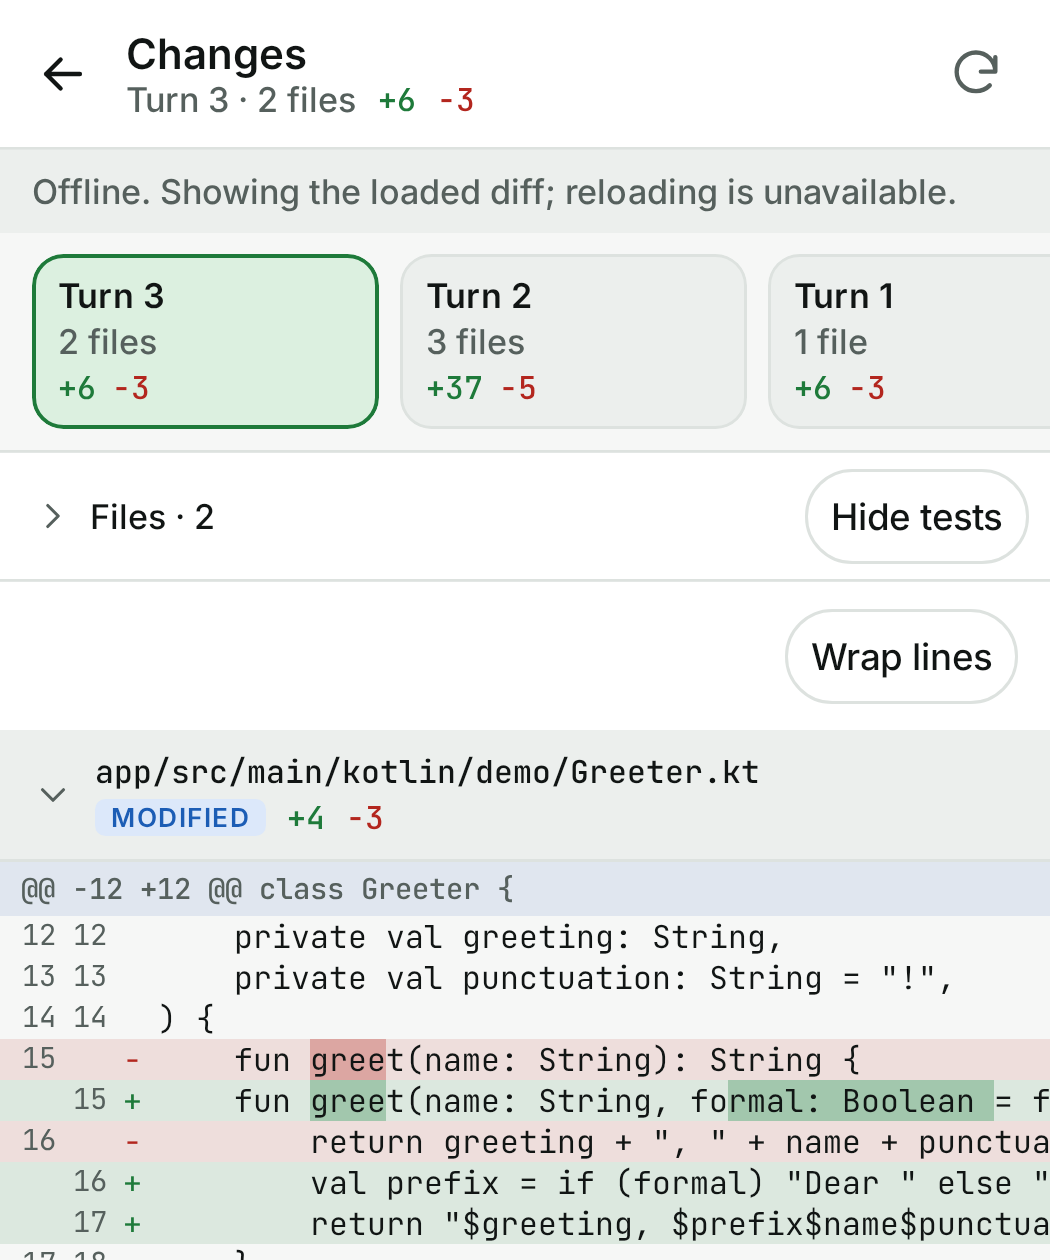 Changes
Turn 3 · 2 files +6 -3
Offline. Showing the loaded diff; reloading is unavailable.
Turn 3
2 files
+6 -3
Turn 2
3 files
+37 -5
Turn 1
1 file
+6 -3
Files · 2
Hide tests
Wrap lines
app/src/main/kotlin/demo/Greeter.kt
MODIFIED +4 -3
@@ -12 +12 @@ class Greeter {
12 12     private val greeting: String,
13 13     private val punctuation: String = "!",
14 14 ) {
15 -     fun greet(name: String): String {
15 +     fun greet(name: String, formal: Boolean = f
16 -         return greeting + ", " + name + punctua
16 +         val prefix = if (formal) "Dear " else "
17 +         return "$greeting, $prefix$name$punctua
17 18     }